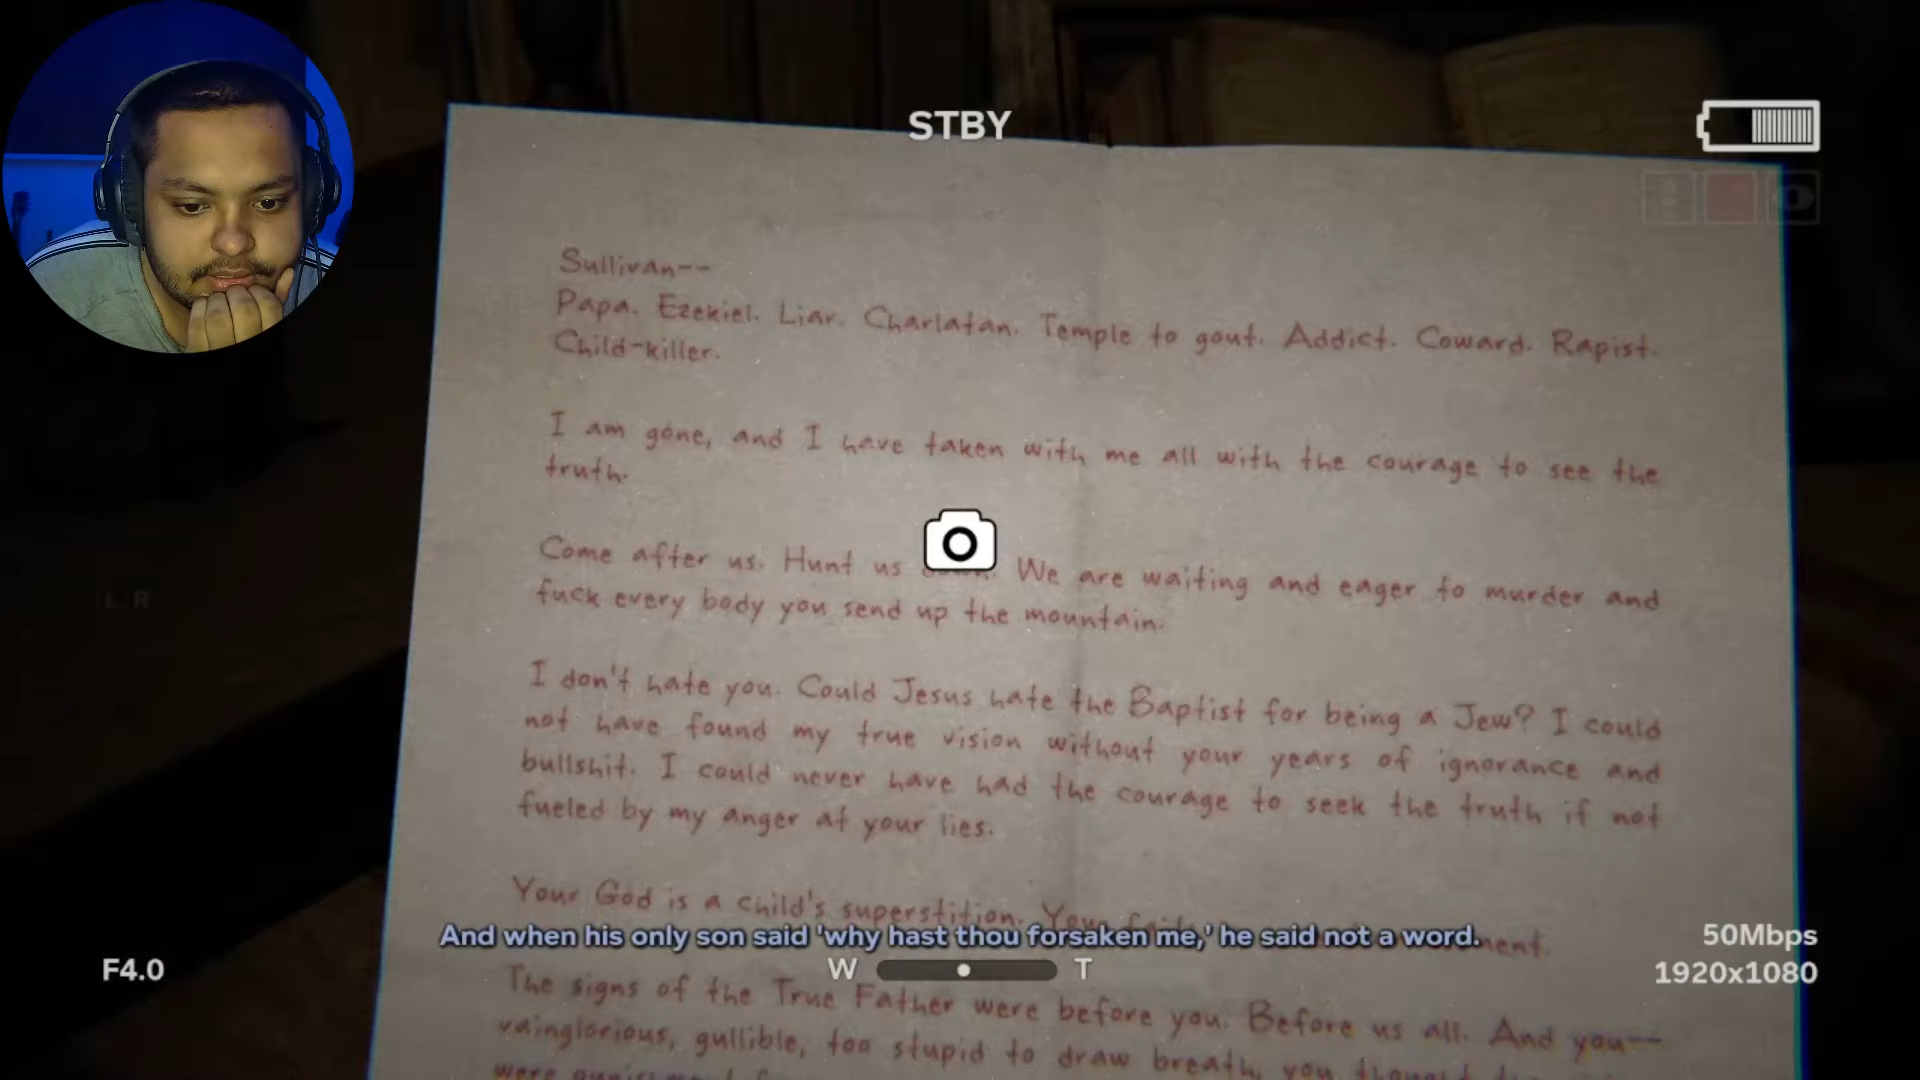 STBY
Sullivan--
Papa. Ezekiel. Liar. Charlatan. Temple to gout. Addict. Coward. Rapist.
Child-killer.
I am gone, and I have taken with me all with the courage to see the
truth.
Come after us. Hunt us We are waiting and eager to murder and
fuck every body you send up the mountain.
I don't hate you. Could Jesus hate the Baptist for being a Jew? I could
not have found my true vision without your years of ignorance and
bullshit. I could never have had the courage to seek the truth if not
fueled by my anger at your lies.
Your God is a child's superstition. Your
And when his only son said 'why hast thou forsaken me,' he said not a word.
The signs of the True Father were before you. Before us all. And you--
vainglorious, gullible, too stupid to draw breath, you thought
were
L R
F4.0
W T
50Mbps
1920x1080